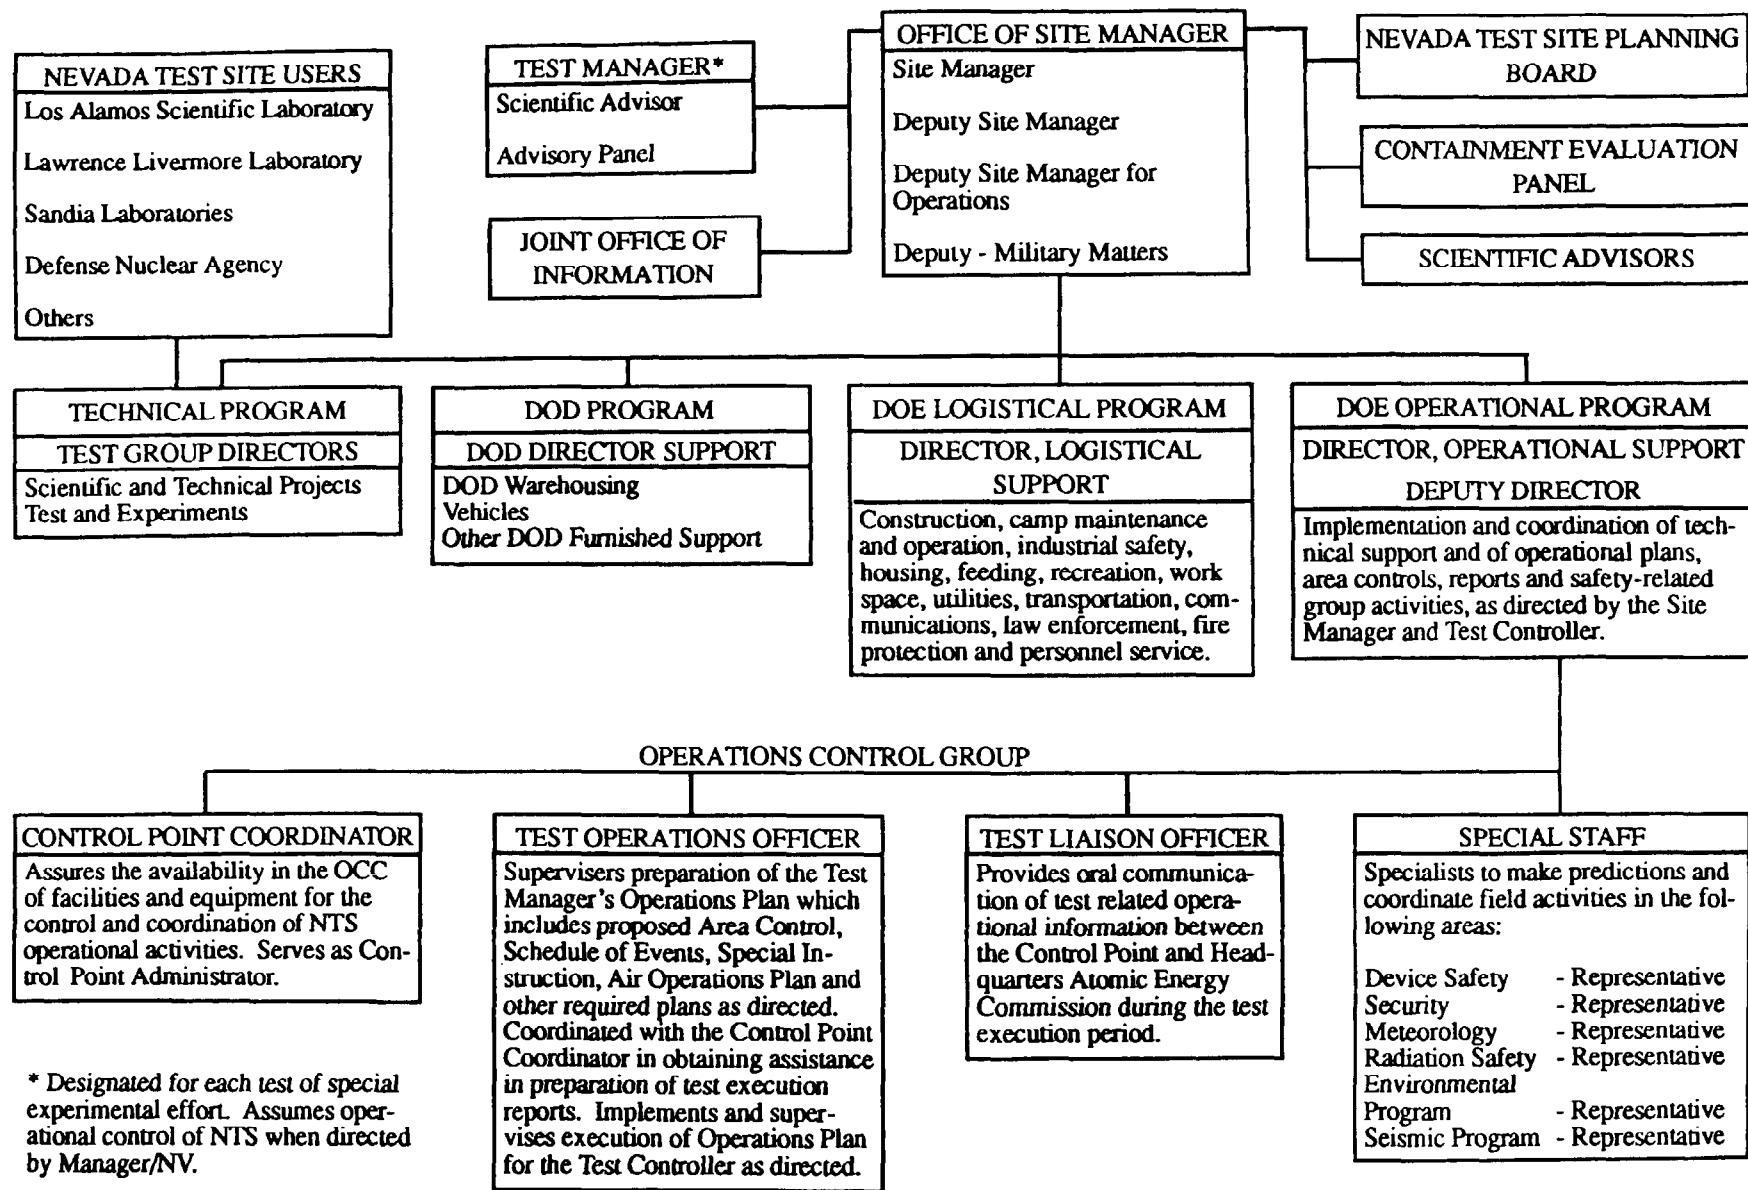 NEVADA TEST SITE USERS
Los Alamos Scientific Laboratory
Lawrence Livermore Laboratory
Sandia Laboratories
Defense Nuclear Agency
Others
TEST MANAGER*
Scientific Advisor
Advisory Panel
JOINT OFFICE OF
INFORMATION
OFFICE OF SITE MANAGER
Site Manager
Deputy Site Manager
Deputy Site Manager for
Operations
Deputy - Military Matters
NEVADA TEST SITE PLANNING
BOARD
CONTAINMENT EVALUATION
PANEL
SCIENTIFIC ADVISORS
TECHNICAL PROGRAM
TEST GROUP DIRECTORS
Scientific and Technical Projects
Test and Experiments
DOD PROGRAM
DOD DIRECTOR SUPPORT
DOD Warehousing
Vehicles
Other DOD Furnished Support
DOE LOGISTICAL PROGRAM
DIRECTOR, LOGISTICAL
SUPPORT
Construction, camp maintenance
and operation, industrial safety,
housing, feeding, recreation, work
space, utilities, transportation, com-
munications, law enforcement, fire
protection and personnel service.
DOE OPERATIONAL PROGRAM
DIRECTOR, OPERATIONAL SUPPORT
DEPUTY DIRECTOR
Implementation and coordination of tech-
nical support and of operational plans,
area controls, reports and safety-related
group activities, as directed by the Site
Manager and Test Controller.
OPERATIONS CONTROL GROUP
CONTROL POINT COORDINATOR
Assures the availability in the OCC
of facilities and equipment for the
control and coordination of NTS
operational activities. Serves as Con-
trol Point Administrator.
TEST OPERATIONS OFFICER
Supervisers preparation of the Test
Manager's Operations Plan which
includes proposed Area Control,
Schedule of Events, Special In-
struction, Air Operations Plan and
other required plans as directed.
Coordinated with the Control Point
Coordinator in obtaining assistance
in preparation of test execution
reports. Implements and super-
vises execution of Operations Plan
for the Test Controller as directed.
TEST LIAISON OFFICER
Provides oral communica-
tion of test related opera-
tional information between
the Control Point and Head-
quarters Atomic Energy
Commission during the test
execution period.
SPECIAL STAFF
Specialists to make predictions and
coordinate field activities in the fol-
lowing areas:
Device Safety - Representative
Security - Representative
Meteorology - Representative
Radiation Safety - Representative
Environmental
Program - Representative
Seismic Program - Representative
* Designated for each test of special
experimental effort. Assumes oper-
ational control of NTS when directed
by Manager/NV.